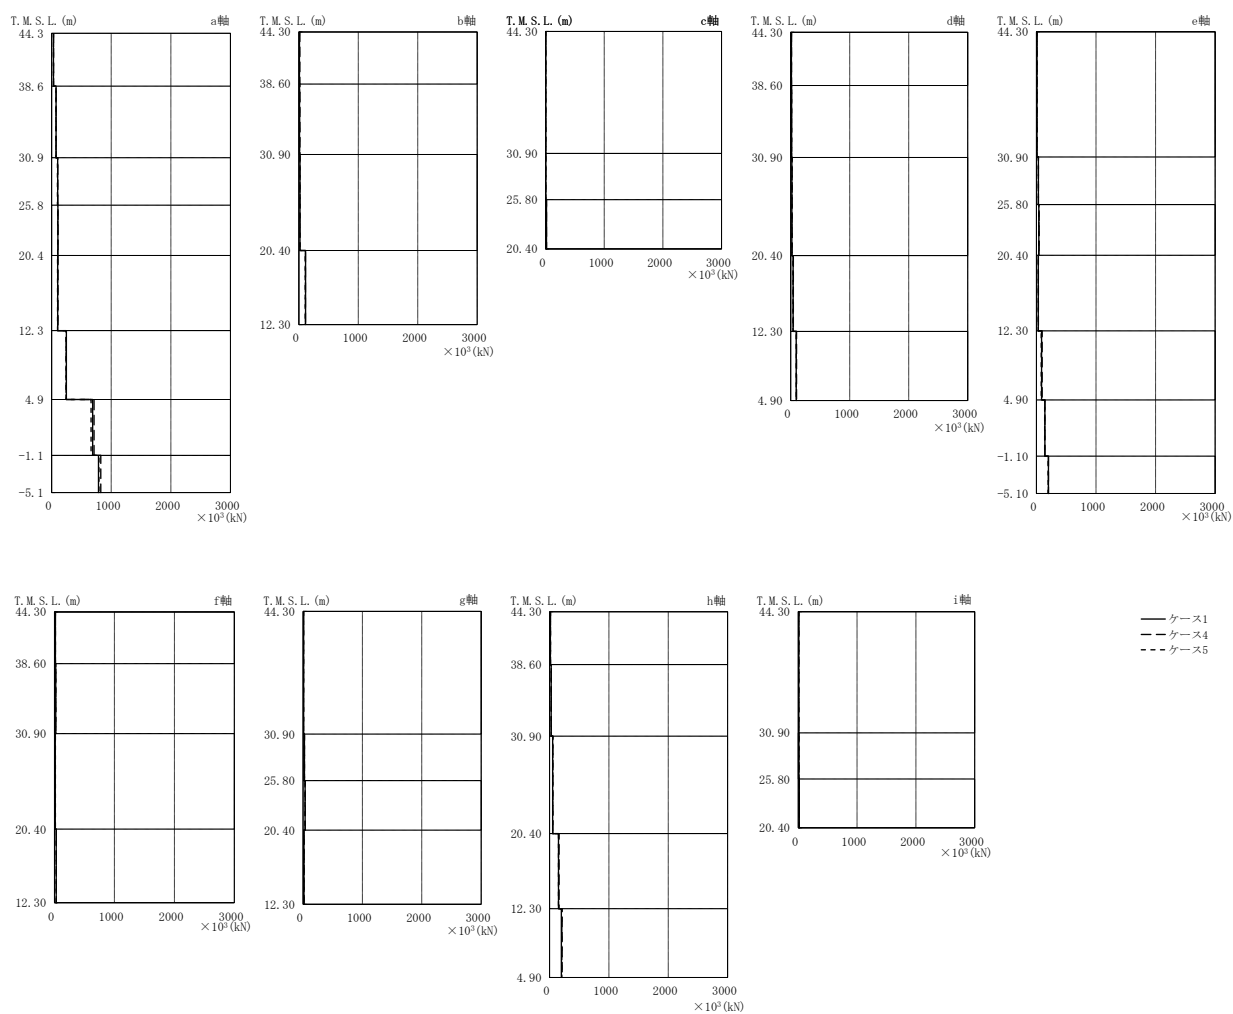 T.M.S.L.(m) a軸
44.3
38.6
30.9
25.8
20.4
12.3
4.9
-1.1
-5.1
0 1000 2000 3000
×10³(kN)
T.M.S.L.(m) b軸
44.30
38.60
30.90
20.40
12.30
0 1000 2000 3000
×10³(kN)
T.M.S.L.(m) c軸
44.30
30.90
25.80
20.40
0 1000 2000 3000
×10³(kN)
T.M.S.L.(m) d軸
44.30
38.60
30.90
20.40
12.30
4.90
0 1000 2000 3000
×10³(kN)
T.M.S.L.(m) e軸
44.30
30.90
25.80
20.40
12.30
4.90
-1.10
-5.10
0 1000 2000 3000
×10³(kN)
T.M.S.L.(m) f軸
44.30
38.60
30.90
20.40
12.30
0 1000 2000 3000
×10³(kN)
T.M.S.L.(m) g軸
44.30
30.90
25.80
20.40
12.30
0 1000 2000 3000
×10³(kN)
T.M.S.L.(m) h軸
44.30
38.60
30.90
20.40
12.30
4.90
0 1000 2000 3000
×10³(kN)
T.M.S.L.(m) i軸
44.30
30.90
25.80
20.40
0 1000 2000 3000
×10³(kN)
ケース1
ケース4
ケース5